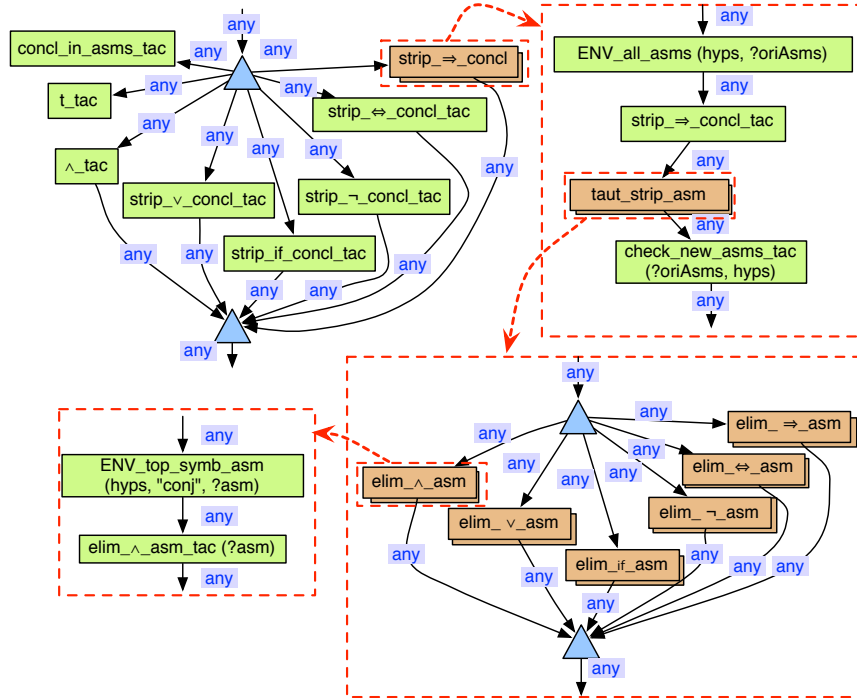 any
concl_in_asms_tac
any
any
any
strip_⇒_concl
t_tac
any
any
any
strip_⇔_concl_tac
any
any
any
any
any
∧_tac
strip_∨_concl_tac
strip_¬_concl_tac
any
any
any
any
strip_if_concl_tac
any
any
any
any
any
ENV_all_asms (hyps, ?oriAsms)
any
strip_⇒_concl_tac
any
taut_strip_asm
any
check_new_asms_tac
(?oriAsms, hyps)
any
any
ENV_top_symb_asm
(hyps, "conj", ?asm)
any
elim_∧_asm_tac (?asm)
any
any
any
any
elim_ ⇒_asm
any
any
any
any
elim_∧_asm
elim_⇔_asm
elim_ ∨_asm
elim_ ¬_asm
any
any
any
any
any
elim_if_asm
any
any
any